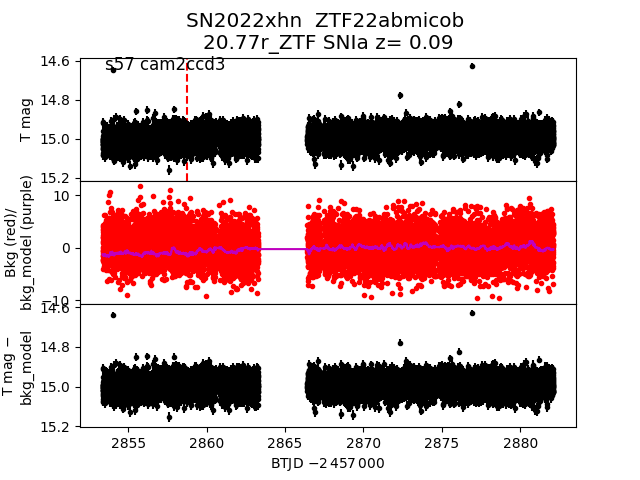 SN2022xhn  ZTF22abmicob
20.77r_ZTF SNIa z= 0.09
s57 cam2ccd3
14.6
14.8
15.0
15.2
T mag
10
0
−10
Bkg (red)/
bkg_model (purple)
14.6
14.8
15.0
15.2
T mag −
bkg_model
2855
2860
2865
2870
2875
2880
BTJD −2 457 000